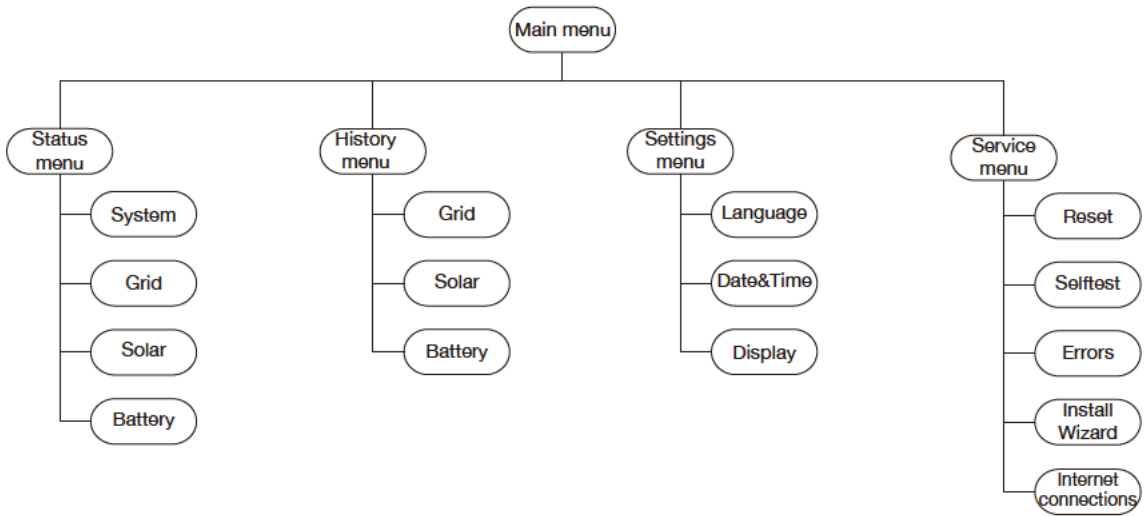 Main menu
Status
menu
System
Grid
Solar
Battery
History
menu
Grid
Solar
Battery
Settings
menu
Language
Date&Time
Display
Service
menu
Reset
Selftest
Errors
Install
Wizard
Internet
connections